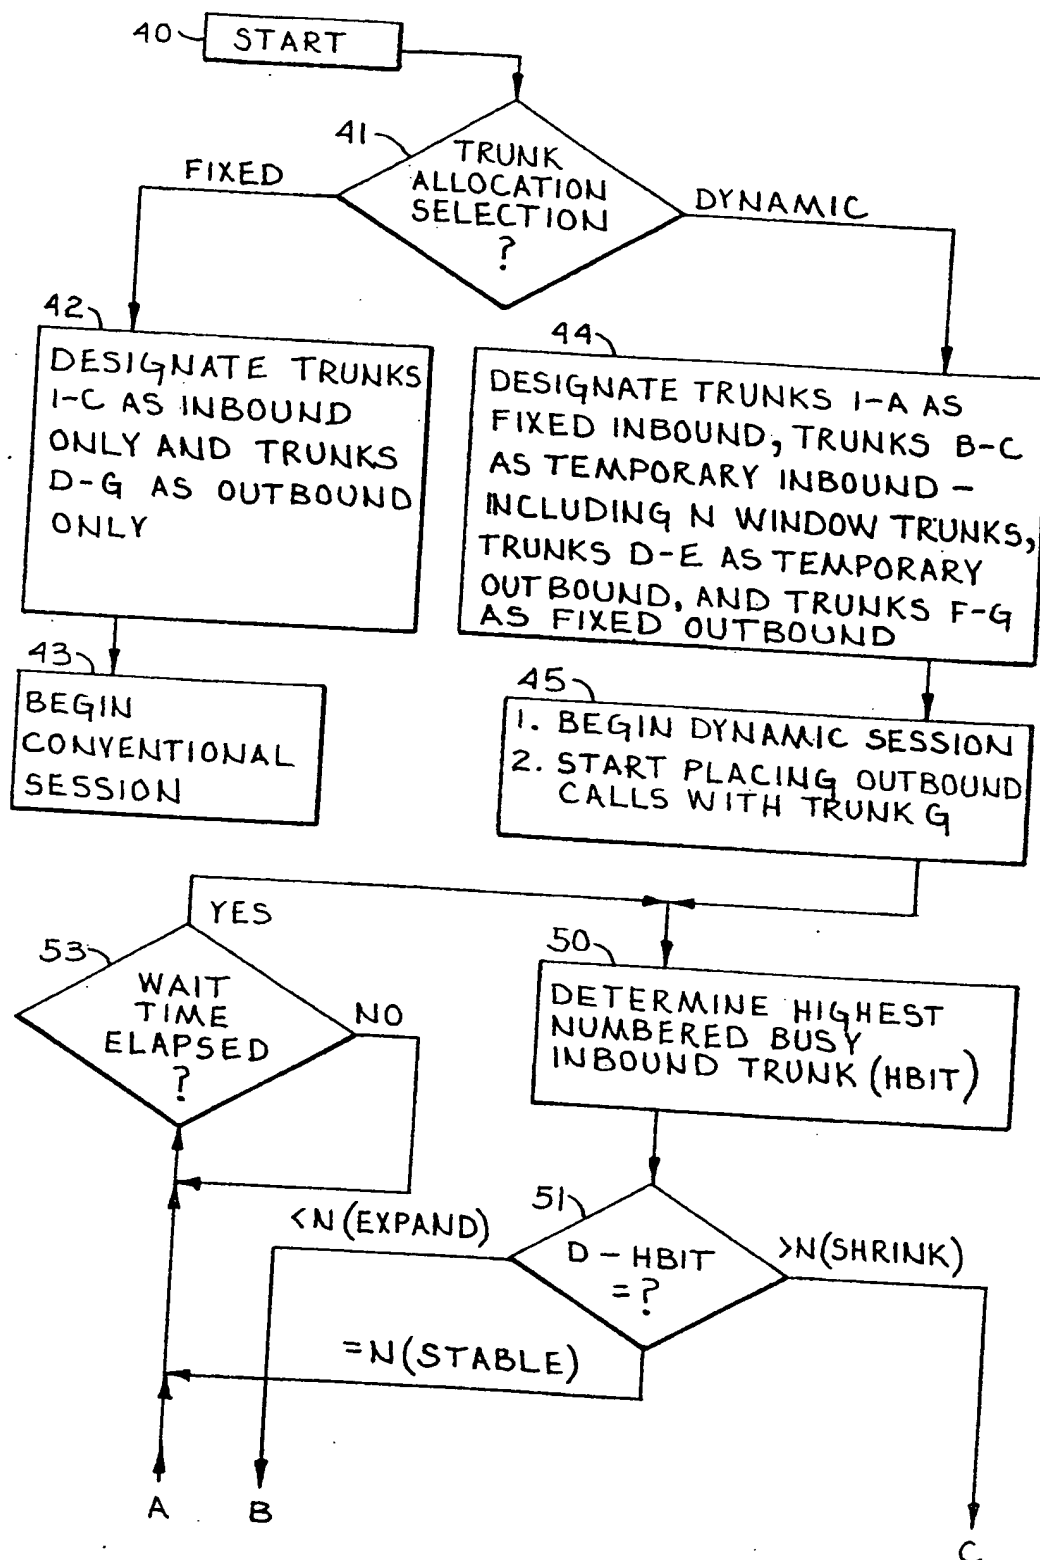 40
START
41
TRUNK
ALLOCATION
SELECTION
?
FIXED
DYNAMIC
42
DESIGNATE TRUNKS
1-C AS INBOUND
ONLY AND TRUNKS
D-G AS OUTBOUND
ONLY
44
DESIGNATE TRUNKS 1-A AS
FIXED INBOUND, TRUNKS B-C
AS TEMPORARY INBOUND -
INCLUDING N WINDOW TRUNKS,
TRUNKS D-E AS TEMPORARY
OUTBOUND, AND TRUNKS F-G
AS FIXED OUTBOUND
43
BEGIN
CONVENTIONAL
SESSION
45
1. BEGIN DYNAMIC SESSION
2. START PLACING OUTBOUND
CALLS WITH TRUNK G
YES
53
WAIT
TIME
ELAPSED
?
NO
50
DETERMINE HIGHEST
NUMBERED BUSY
INBOUND TRUNK (HBIT)
51
D - HBIT
= ?
<N (EXPAND)
>N (SHRINK)
=N (STABLE)
A
B
C